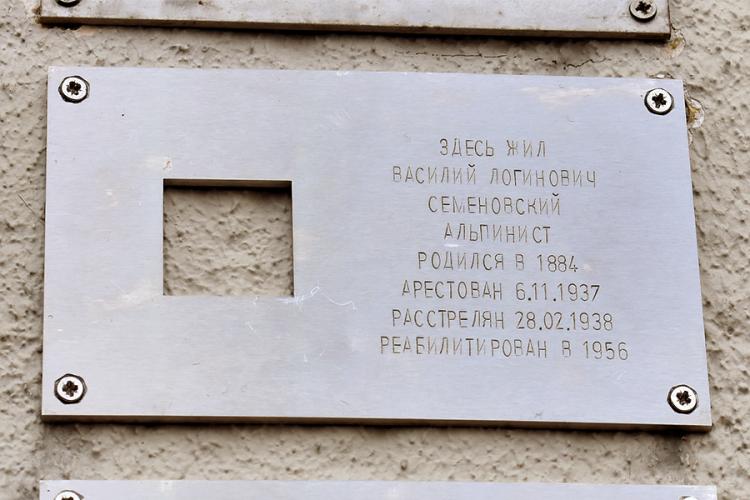 ЗДЕСЬ ЖИЛ
ВАСИЛИЙ ЛОГИНОВИЧ
СЕМЕНОВСКИЙ
АЛЬПИНИСТ
РОДИЛСЯ В 1884
АРЕСТОВАН 6.11.1937
РАССТРЕЛЯН 28.02.1938
РЕАБИЛИТИРОВАН В 1956